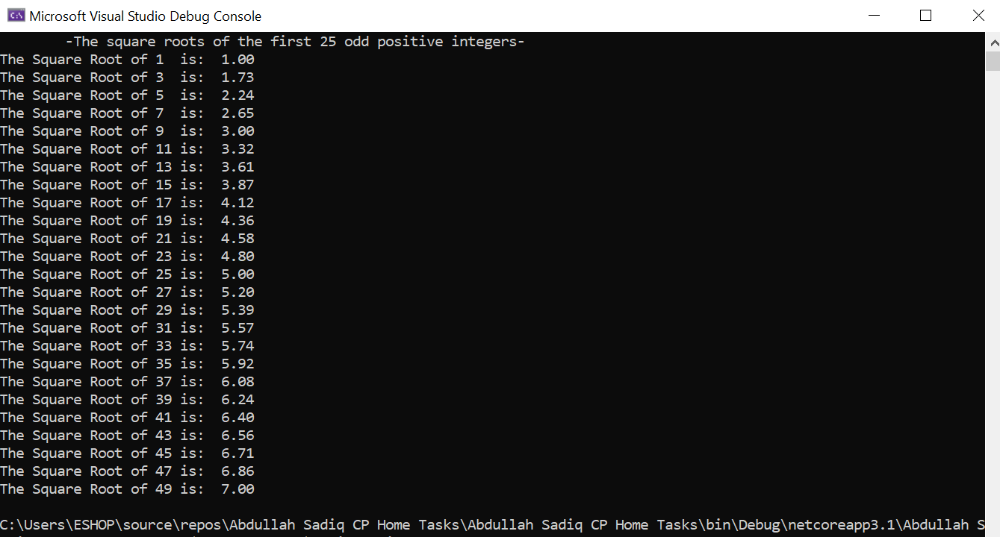 Microsoft Visual Studio Debug Console
-The square roots of the first 25 odd positive integers-
The Square Root of 1  is:  1.00
The Square Root of 3  is:  1.73
The Square Root of 5  is:  2.24
The Square Root of 7  is:  2.65
The Square Root of 9  is:  3.00
The Square Root of 11 is:  3.32
The Square Root of 13 is:  3.61
The Square Root of 15 is:  3.87
The Square Root of 17 is:  4.12
The Square Root of 19 is:  4.36
The Square Root of 21 is:  4.58
The Square Root of 23 is:  4.80
The Square Root of 25 is:  5.00
The Square Root of 27 is:  5.20
The Square Root of 29 is:  5.39
The Square Root of 31 is:  5.57
The Square Root of 33 is:  5.74
The Square Root of 35 is:  5.92
The Square Root of 37 is:  6.08
The Square Root of 39 is:  6.24
The Square Root of 41 is:  6.40
The Square Root of 43 is:  6.56
The Square Root of 45 is:  6.71
The Square Root of 47 is:  6.86
The Square Root of 49 is:  7.00
C:\Users\ESHOP\source\repos\Abdullah Sadiq CP Home Tasks\Abdullah Sadiq CP Home Tasks\bin\Debug\netcoreapp3.1\Abdullah S